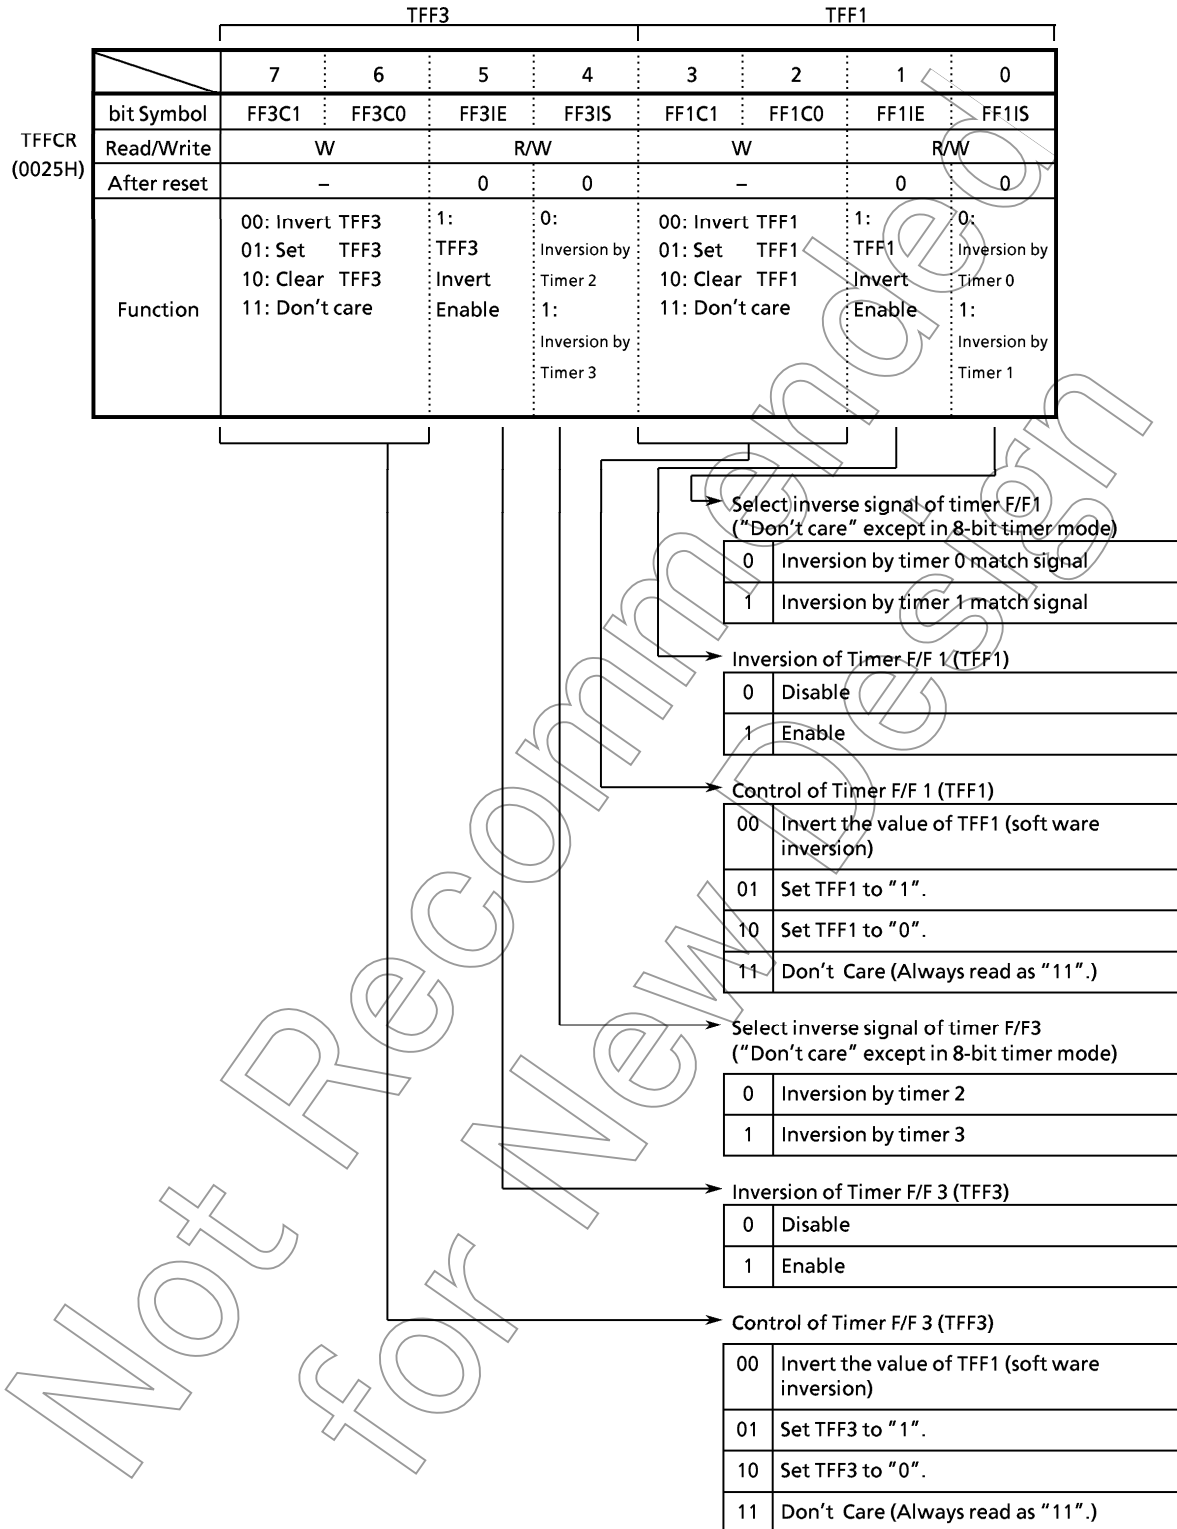 TFF3 TFF1
7 6 5 4 3 2 1 0
bit Symbol FF3C1 FF3C0 FF3IE FF3IS FF1C1 FF1C0 FF1IE FF1IS
TFFCR
(0025H)
Read/Write W R/W W R/W
After reset – 0 0 – 0 0
Function
00: Invert TFF3
01: Set TFF3
10: Clear TFF3
11: Don't care
1:
TFF3
Invert
Enable
0:
Inversion by
Timer 2
1:
Inversion by
Timer 3
00: Invert TFF1
01: Set TFF1
10: Clear TFF1
11: Don't care
1:
TFF1
Invert
Enable
0:
Inversion by
Timer 0
1:
Inversion by
Timer 1
Select inverse signal of timer F/F1
("Don't care" except in 8-bit timer mode)
0 Inversion by timer 0 match signal
1 Inversion by timer 1 match signal
Inversion of Timer F/F 1 (TFF1)
0 Disable
1 Enable
Control of Timer F/F 1 (TFF1)
00 Invert the value of TFF1 (soft ware
inversion)
01 Set TFF1 to "1".
10 Set TFF1 to "0".
11 Don't Care (Always read as "11".)
Select inverse signal of timer F/F3
("Don't care" except in 8-bit timer mode)
0 Inversion by timer 2
1 Inversion by timer 3
Inversion of Timer F/F 3 (TFF3)
0 Disable
1 Enable
Control of Timer F/F 3 (TFF3)
00 Invert the value of TFF1 (soft ware
inversion)
01 Set TFF3 to "1".
10 Set TFF3 to "0".
11 Don't Care (Always read as "11".)
Not Recommended
for New Design